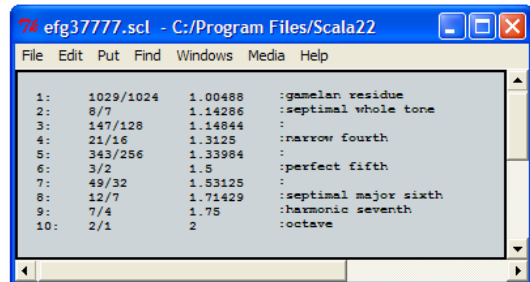 efg37777.scl - C:/Program Files/Scala22
File Edit Put Find Windows Media Help
1: 1029/1024 1.00488 :gamelan residue
2: 8/7 1.14286 :septimal whole tone
3: 147/128 1.14844 :
4: 21/16 1.3125 :narrow fourth
5: 343/256 1.33984 :
6: 3/2 1.5 :perfect fifth
7: 49/32 1.53125 :
8: 12/7 1.71429 :septimal major sixth
9: 7/4 1.75 :harmonic seventh
10: 2/1 2 :octave